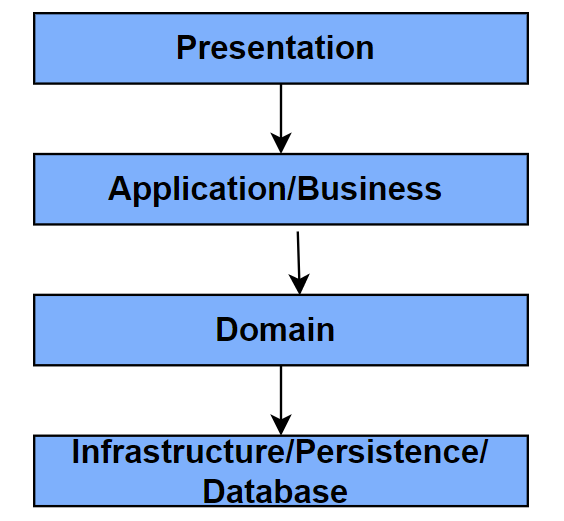 Presentation
Application/Business
Domain
Infrastructure/Persistence/
Database